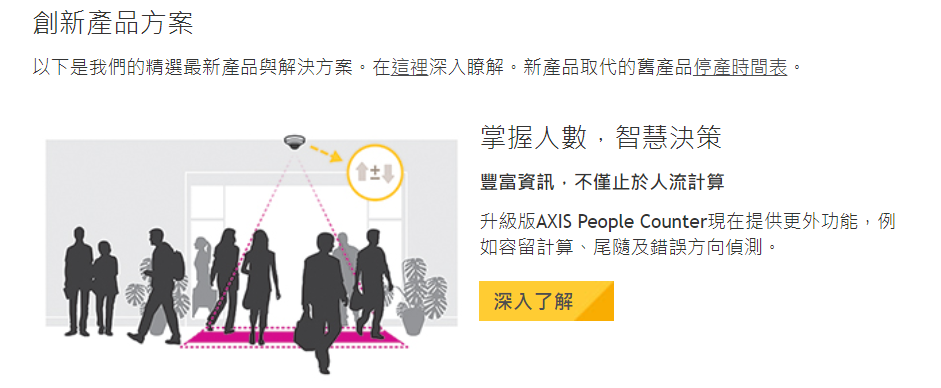 創新產品方案
以下是我們的精選最新產品與解決方案。在這裡深入瞭解。新產品取代的舊產品停產時間表。
掌握人數，智慧決策
豐富資訊，不僅止於人流計算
升級版AXIS People Counter現在提供更外功能，例
如容留計算、尾隨及錯誤方向偵測。
深入了解